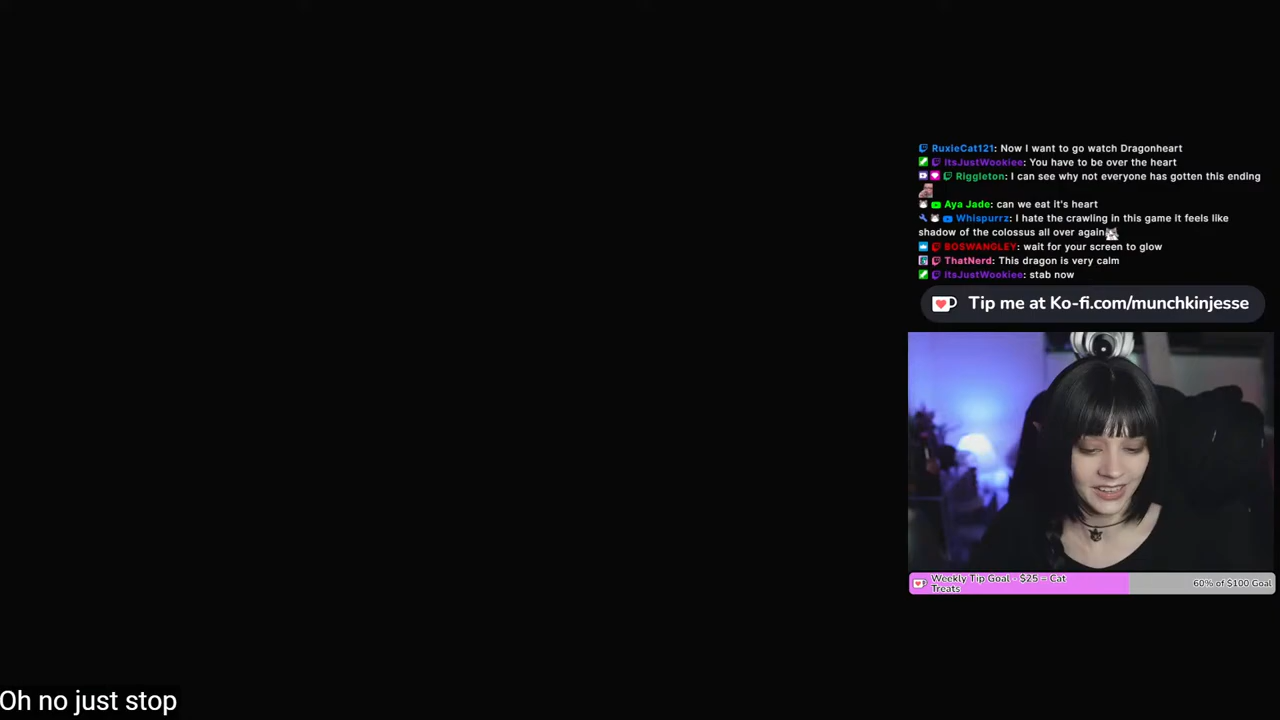 RuxieCat121: Now I want to go watch Dragonheart
ItsJustWookiee: You have to be over the heart
Riggleton: I can see why not everyone has gotten this ending
Aya Jade: can we eat it's heart
Whispurrz: I hate the crawling in this game it feels like
shadow of the colossus all over again
BOSWANGLEY: wait for your screen to glow
ThatNerd: This dragon is very calm
ItsJustWookiee: stab now
Tip me at Ko-fi.com/munchkinjesse
Weekly Tip Goal - $25 = Cat
Treats
60% of $100 Goal
Oh no just stop